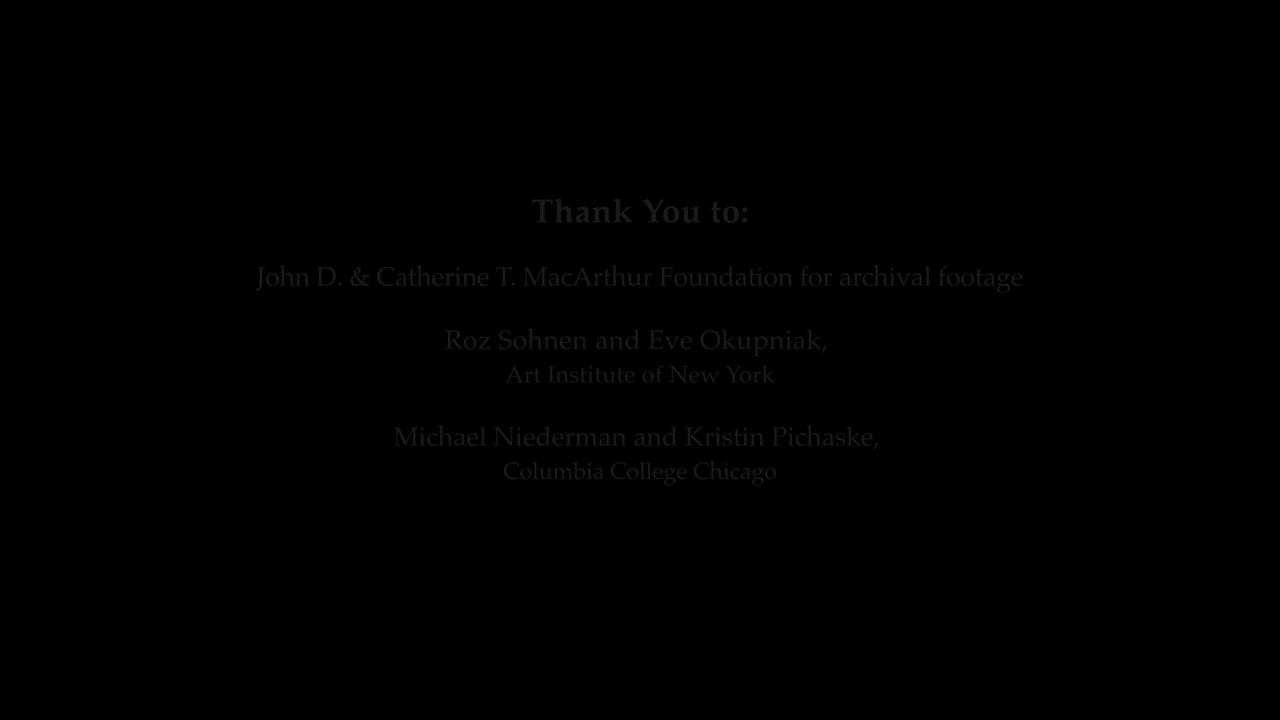 Thank You to:
John D. & Catherine T. MacArthur Foundation for archival footage
Roz Sohnen and Eve Okupniak,
Art Institute of New York
Michael Niederman and Kristin Pichaske,
Columbia College Chicago